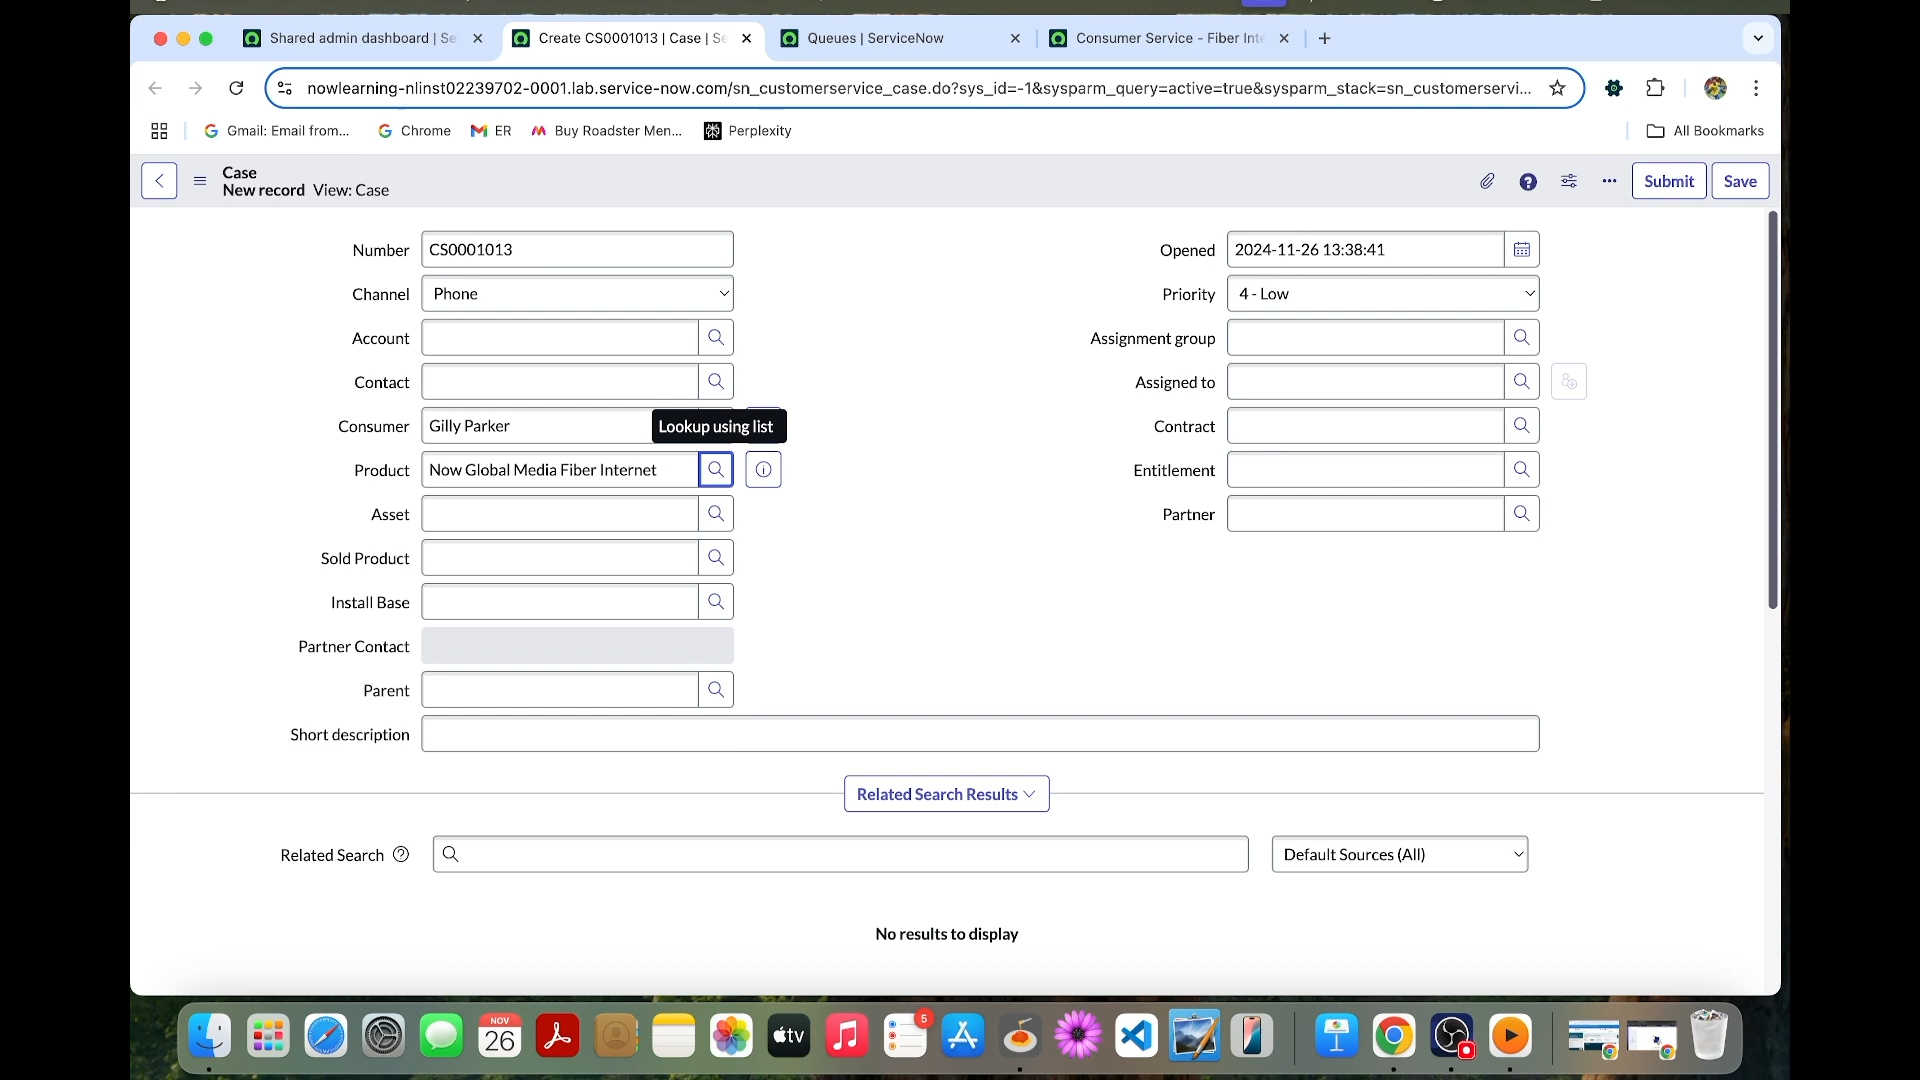 Shared admin dashboard | Se
Create CS0001013 | Case | Se
Queues | ServiceNow
Consumer Service - Fiber Inte
nowlearning-nlinst02239702-0001.lab.service-now.com/sn_customerservice_case.do?sys_id=-1&sysparm_query=active=true&sysparm_stack=sn_customerservi...
Gmail: Email from...
Chrome
ER
Buy Roadster Men...
Perplexity
All Bookmarks
Case
New record View: Case
Submit
Save
Number CS0001013
Opened 2024-11-26 13:38:41
Channel Phone
Priority 4 - Low
Account
Assignment group
Contact
Assigned to
Consumer Gilly Parker
Lookup using list
Contract
Product Now Global Media Fiber Internet
Entitlement
Asset
Partner
Sold Product
Install Base
Partner Contact
Parent
Short description
Related Search Results
Related Search
Default Sources (All)
No results to display
NOV
26
tv
5